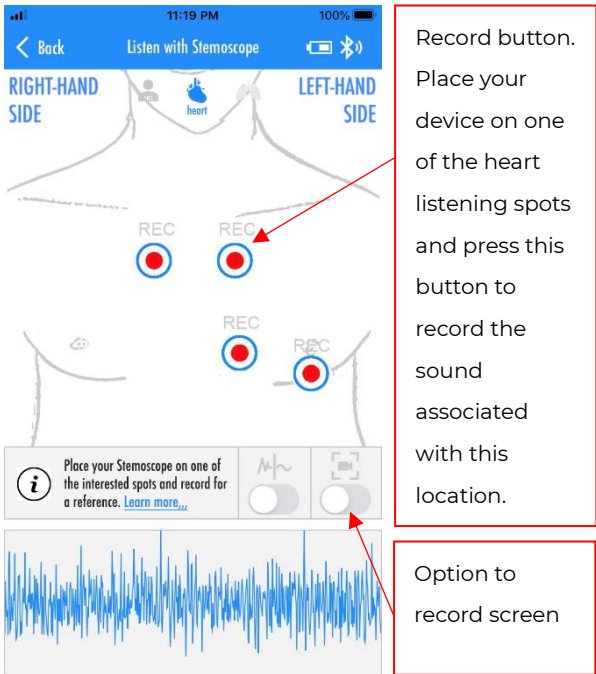 11:19 PM
100%
Back
Listen with Stemoscope
RIGHT-HAND
SIDE
heart
LEFT-HAND
SIDE
REC
REC
REC
REC
i
Place your Stemoscope on one of
the interested spots and record for
a reference. Learn more,,,
Record button.
Place your
device on one
of the heart
listening spots
and press this
button to
record the
sound
associated
with this
location.
Option to
record screen